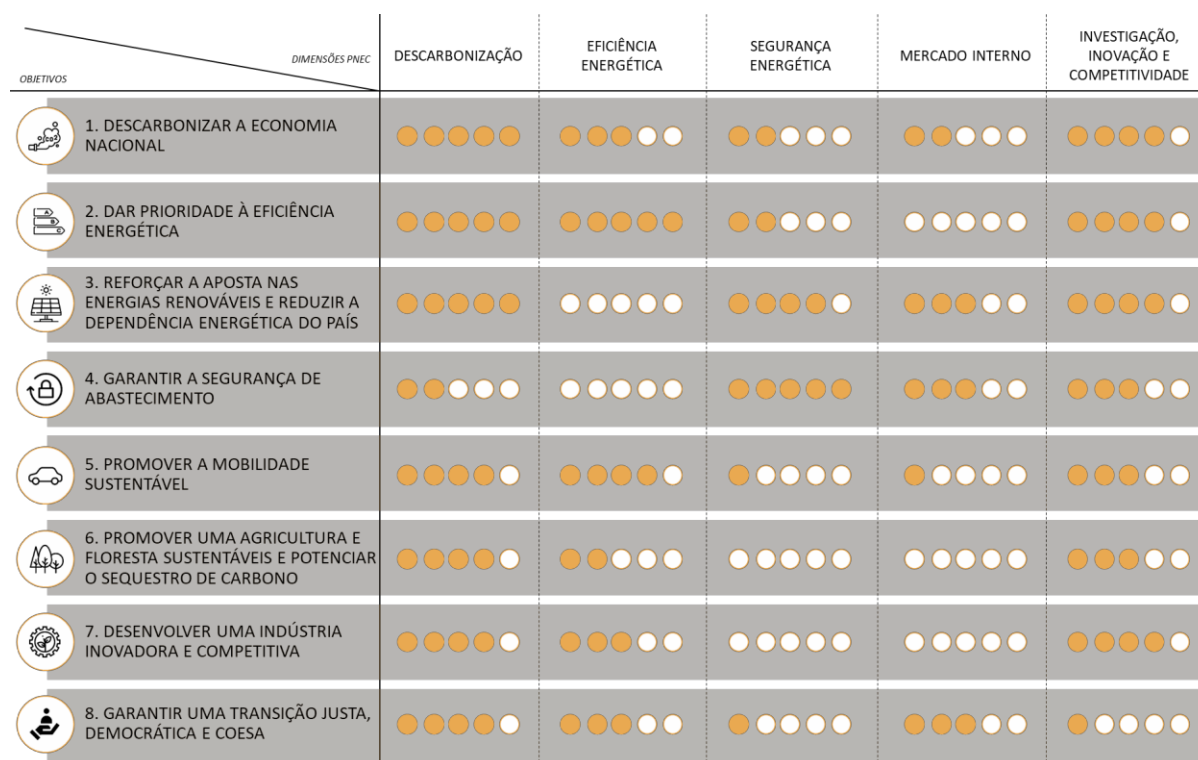 DIMENSÕES PNEC
OBJETIVOS
DESCARBONIZAÇÃO
EFICIÊNCIA
ENERGÉTICA
SEGURANÇA
ENERGÉTICA
MERCADO INTERNO
INVESTIGAÇÃO,
INOVAÇÃO E
COMPETITIVIDADE
1. DESCARBONIZAR A ECONOMIA
NACIONAL
2. DAR PRIORIDADE À EFICIÊNCIA
ENERGÉTICA
3. REFORÇAR A APOSTA NAS
ENERGIAS RENOVÁVEIS E REDUZIR A
DEPENDÊNCIA ENERGÉTICA DO PAÍS
4. GARANTIR A SEGURANÇA DE
ABASTECIMENTO
5. PROMOVER A MOBILIDADE
SUSTENTÁVEL
6. PROMOVER UMA AGRICULTURA E
FLORESTA SUSTENTÁVEIS E POTENCIAR
O SEQUESTRO DE CARBONO
7. DESENVOLVER UMA INDÚSTRIA
INOVADORA E COMPETITIVA
8. GARANTIR UMA TRANSIÇÃO JUSTA,
DEMOCRÁTICA E COESA